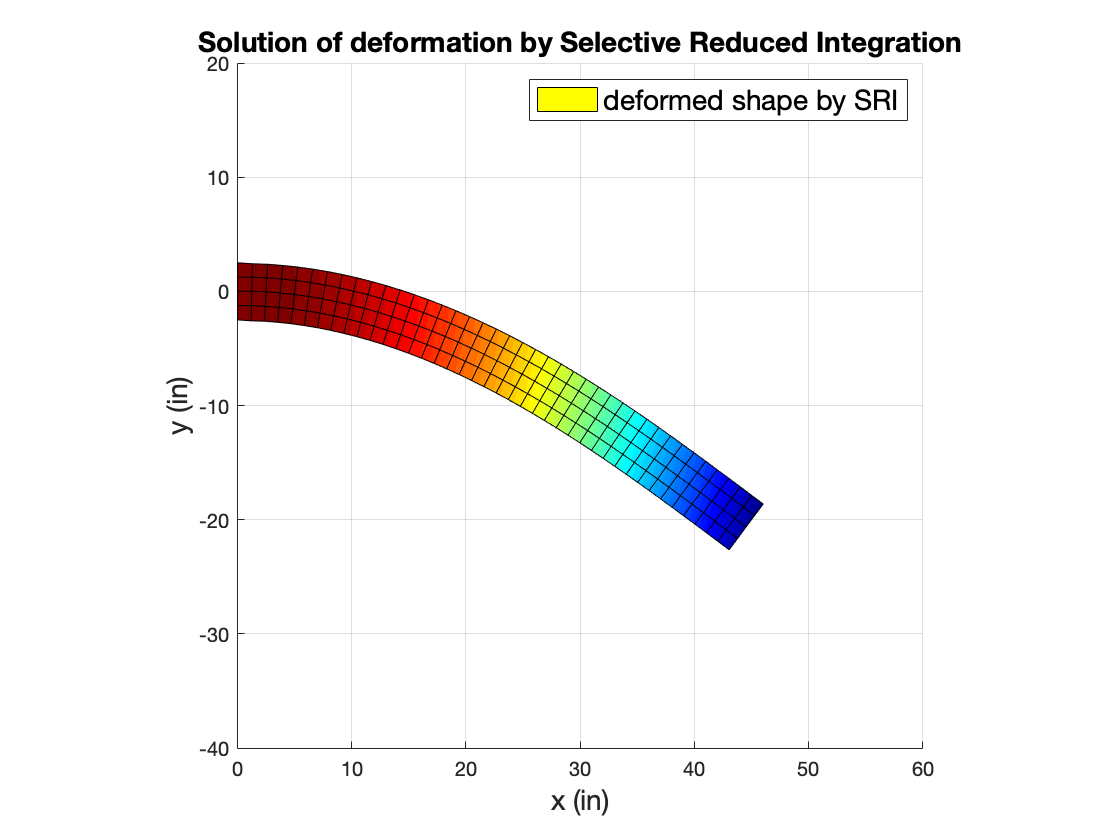 Solution of deformation by Selective Reduced Integration
deformed shape by SRI
20
10
0
-10
-20
-30
-40
y (in)
0 10 20 30 40 50 60
x (in)